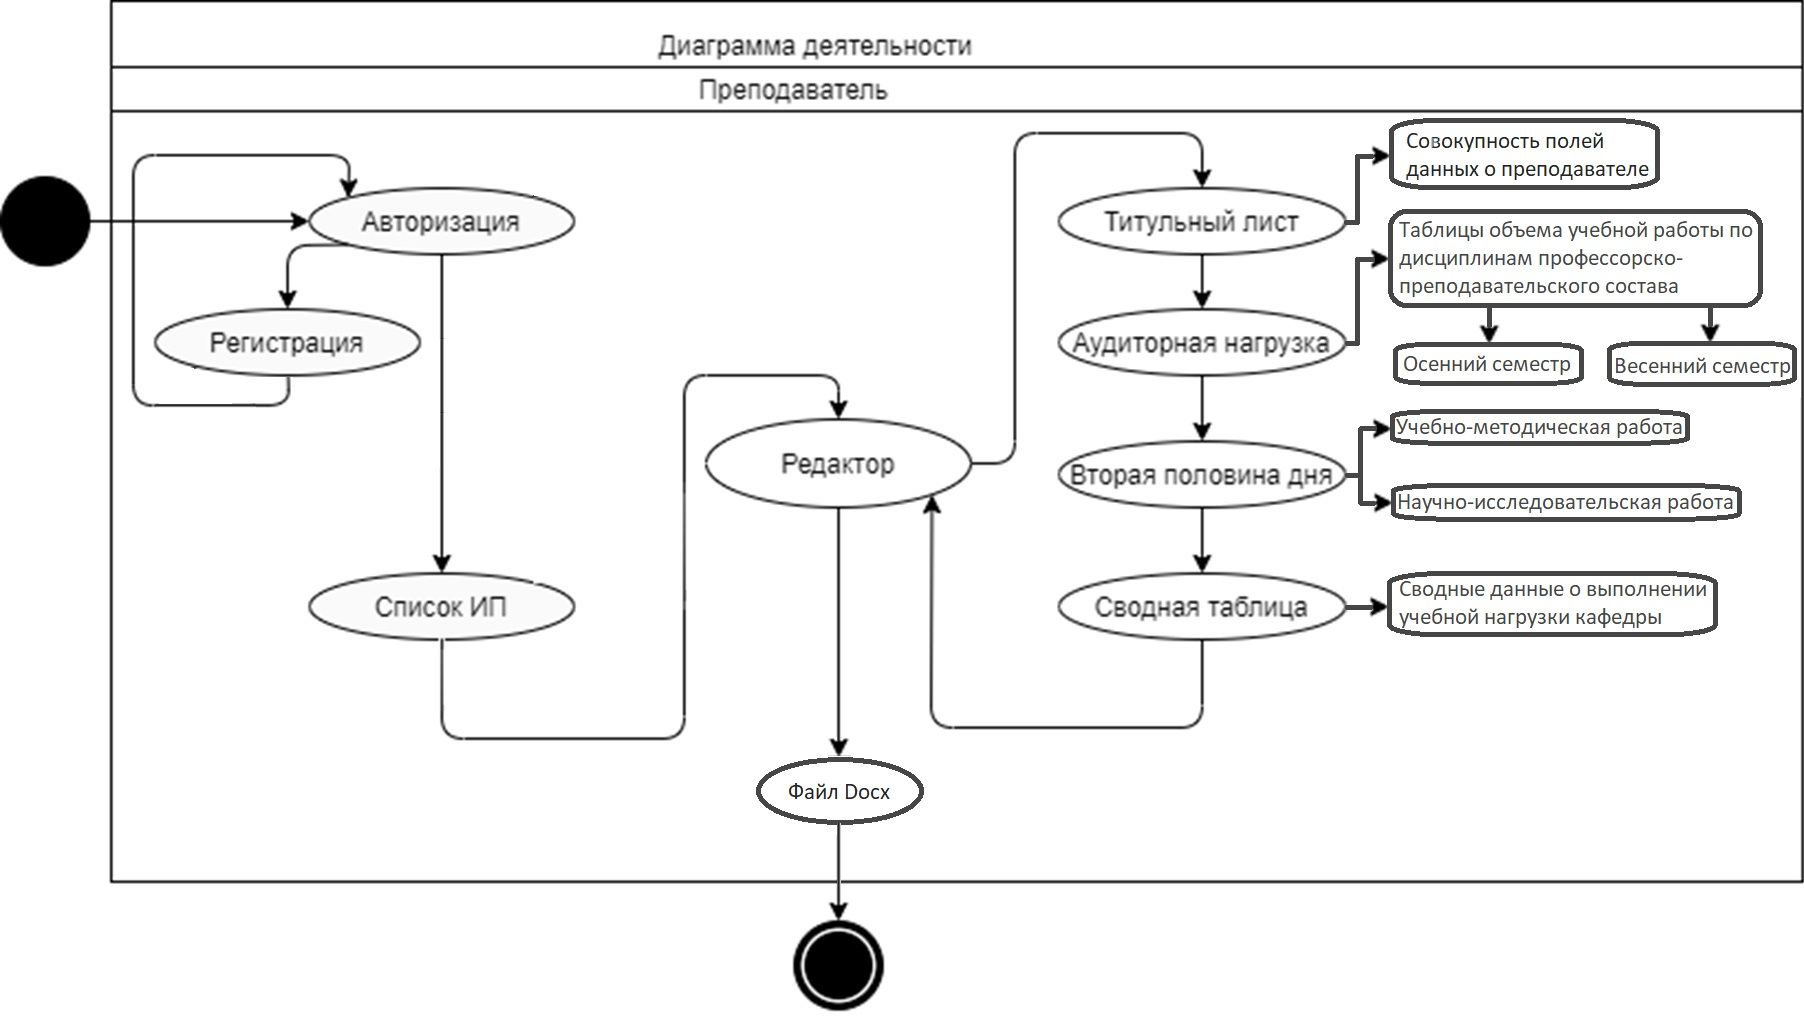 Диаграмма деятельности
Преподаватель
Авторизация
Регистрация
Список ИП
Редактор
Файл Docx
Титульный лист
Совокупность полей
данных о преподавателе
Аудиторная нагрузка
Таблицы объема учебной работы по
дисциплинам профессорско-
преподавательского состава
Осенний семестр
Весенний семестр
Вторая половина дня
Учебно-методическая работа
Научно-исследовательская работа
Сводная таблица
Сводные данные о выполнении
учебной нагрузки кафедры